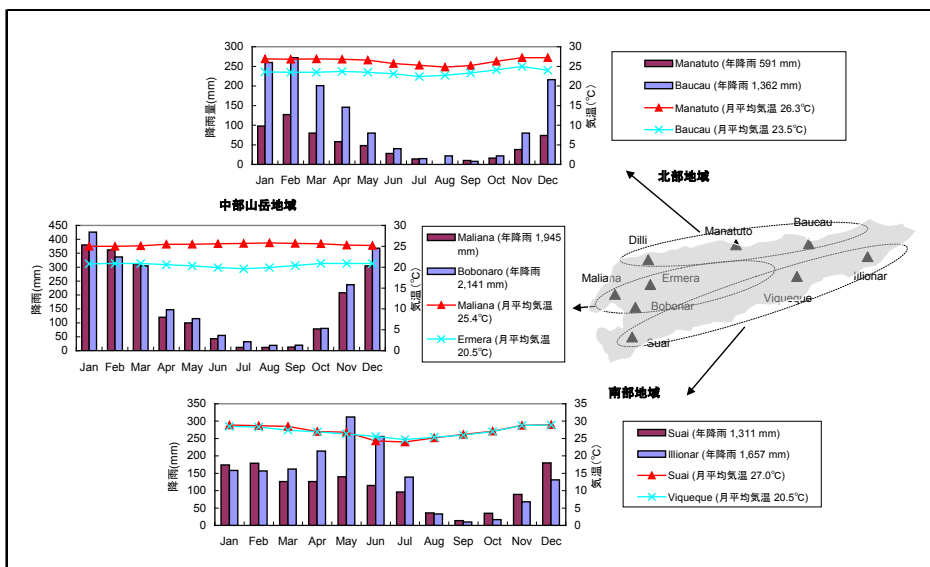 300
250
200
150
100
50
0
降雨量(mm)
30
25
20
15
10
5
0
気温(℃)
Jan Feb Mar Apr May Jun Jul Aug Sep Oct Nov Dec
Manatuto (年降雨 591 mm)
Baucau (年降雨 1,362 mm)
Manatuto (月平均気温 26.3℃)
Baucau (月平均気温 23.5℃)
北部地域
中部山岳地域
450
400
350
300
250
200
150
100
50
0
降雨(mm)
30
25
20
15
10
5
0
気温(℃)
Jan Feb Mar Apr May Jun Jul Aug Sep Oct Nov Dec
Maliana (年降雨 1,945
mm)
Bobonaro (年降雨
2,141 mm)
Maliana (月平均気温
25.4℃)
Ermera (月平均気温
20.5℃)
Dilli
Manatuto
Baucau
Maliana
Ermera
Illionar
Bobonar
Viqueque
Suai
南部地域
350
300
250
200
150
100
50
0
降雨(mm)
35
30
25
20
15
10
5
0
気温(℃)
Jan Feb Mar Apr May Jun Jul Aug Sep Oct Nov Dec
Suai (年降雨 1,311 mm)
Illionar (年降雨 1,657 mm)
Suai (月平均気温 27.0℃)
Viqueque (月平均気温 20.5℃)